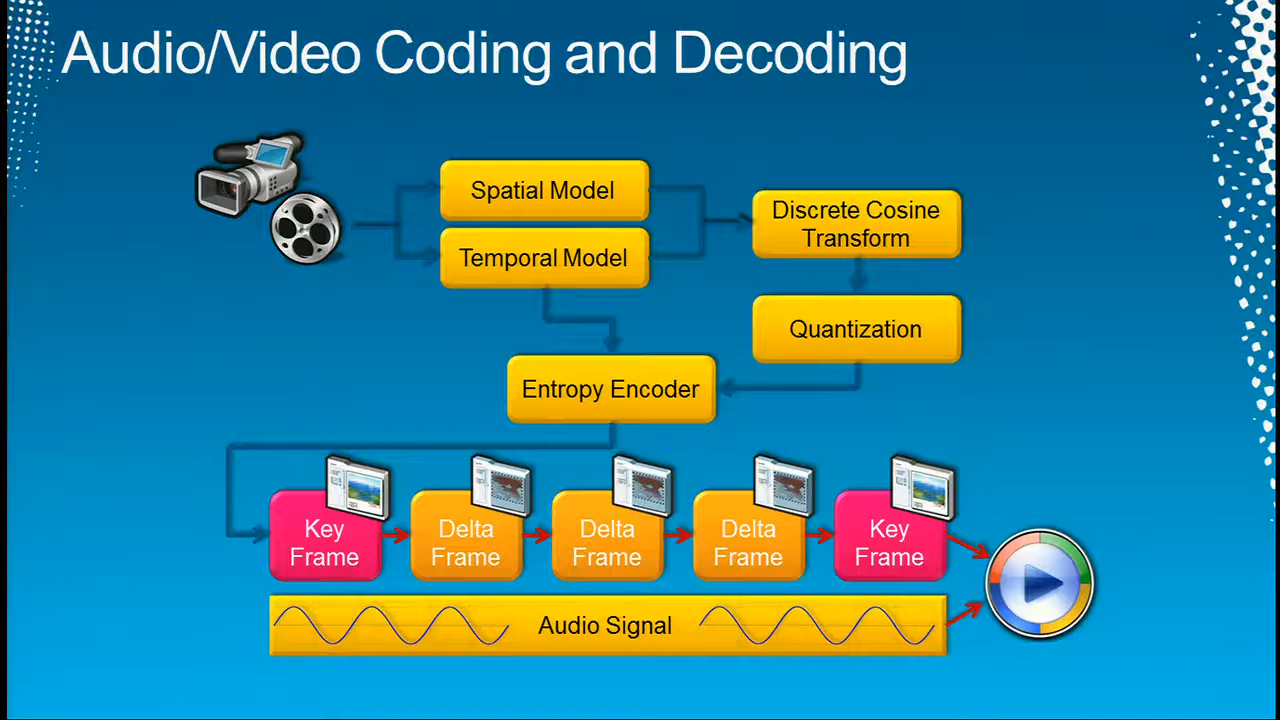 Audio/Video Coding and Decoding
Spatial Model
Temporal Model
Discrete Cosine
Transform
Quantization
Entropy Encoder
Key
Frame
Delta
Frame
Delta
Frame
Delta
Frame
Key
Frame
Audio Signal